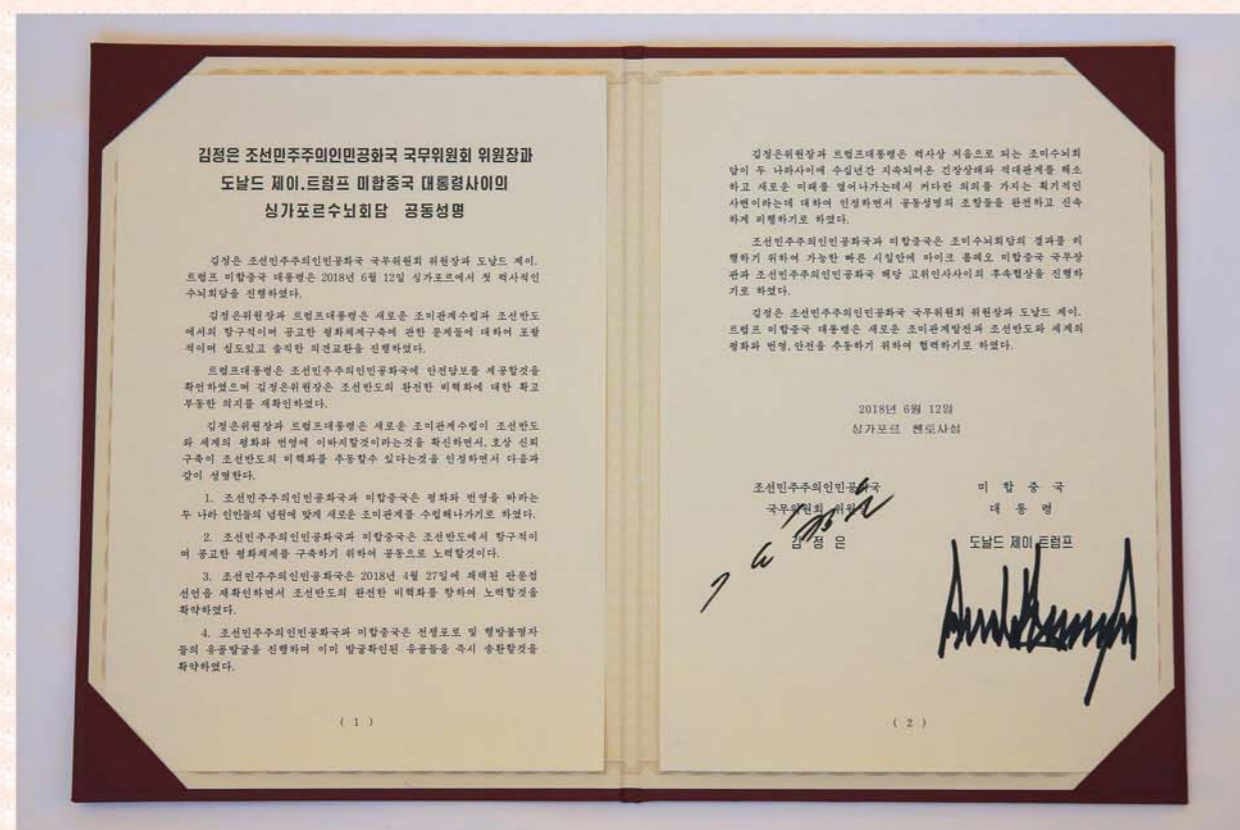 김정은 조선민주주의인민공화국 국무위원회 위원장과
도날드 제이.트럼프 미합중국 대통령사이의
싱가포르수뇌회담 공동성명
김정은 조선민주주의인민공화국 국무위원회 위원장과 도날드 제이.
트럼프 미합중국 대통령은 2018년 6월 12일 싱가포르에서 첫 력사적인
수뇌회담을 진행하였다.
김정은위원장과 트럼프대통령은 새로운 조미관계수립과 조선반도
에서의 항구적이며 공고한 평화체제구축에 관한 문제들에 대하여 포괄
적이며 심도있고 솔직한 의견교환을 진행하였다.
트럼프대통령은 조선민주주의인민공화국에 안전담보를 제공할것을
확언하였으며 김정은위원장은 조선반도의 완전한 비핵화에 대한 확고
부동한 의지를 재확인하였다.
김정은위원장과 트럼프대통령은 새로운 조미관계수립이 조선반도
와 세계의 평화와 번영에 이바지할것이라는것을 확신하면서, 호상 신뢰
구축이 조선반도의 비핵화를 추동할수 있다는것을 인정하면서 다음과
같이 성명한다.
1. 조선민주주의인민공화국과 미합중국은 평화와 번영을 바라는
두 나라 인민들의 념원에 맞게 새로운 조미관계를 수립해나가기로 하였다.
2. 조선민주주의인민공화국과 미합중국은 조선반도에서 항구적이
며 공고한 평화체제를 구축하기 위하여 공동으로 노력할것이다.
3. 조선민주주의인민공화국은 2018년 4월 27일에 채택된 판문점
선언을 재확인하면서 조선반도의 완전한 비핵화를 향하여 노력할것을
확약하였다.
4. 조선민주주의인민공화국과 미합중국은 전쟁포로 및 행방불명자
들의 유골발굴을 진행하며 이미 발굴확인된 유골들을 즉시 송환할것을
확약하였다.
( 1 )
김정은위원장과 트럼프대통령은 력사상 처음으로 되는 조미수뇌회
담이 두 나라사이에 수십년간 지속되여온 긴장상태와 적대관계를 해소
하고 새로운 미래를 열어나가는데서 커다란 의의를 가지는 획기적인
사변이라는데 대하여 인정하면서 공동성명의 조항들을 완전하고 신속
하게 리행하기로 하였다.
조선민주주의인민공화국과 미합중국은 조미수뇌회담의 결과를 리
행하기 위하여 가능한 빠른 시일안에 마이크 폼페오 미합중국 국무장
관과 조선민주주의인민공화국 해당 고위인사사이의 후속협상을 진행하
기로 하였다.
김정은 조선민주주의인민공화국 국무위원회 위원장과 도날드 제이.
트럼프 미합중국 대통령은 새로운 조미관계발전과 조선반도와 세계의
평화와 번영, 안전을 추동하기 위하여 협력하기로 하였다.
2018년 6월 12일
싱가포르 쎈토사섬
조선민주주의인민공화국
국무위원회 위원장
김정은
미합중국
대통령
도날드 제이.트럼프
( 2 )